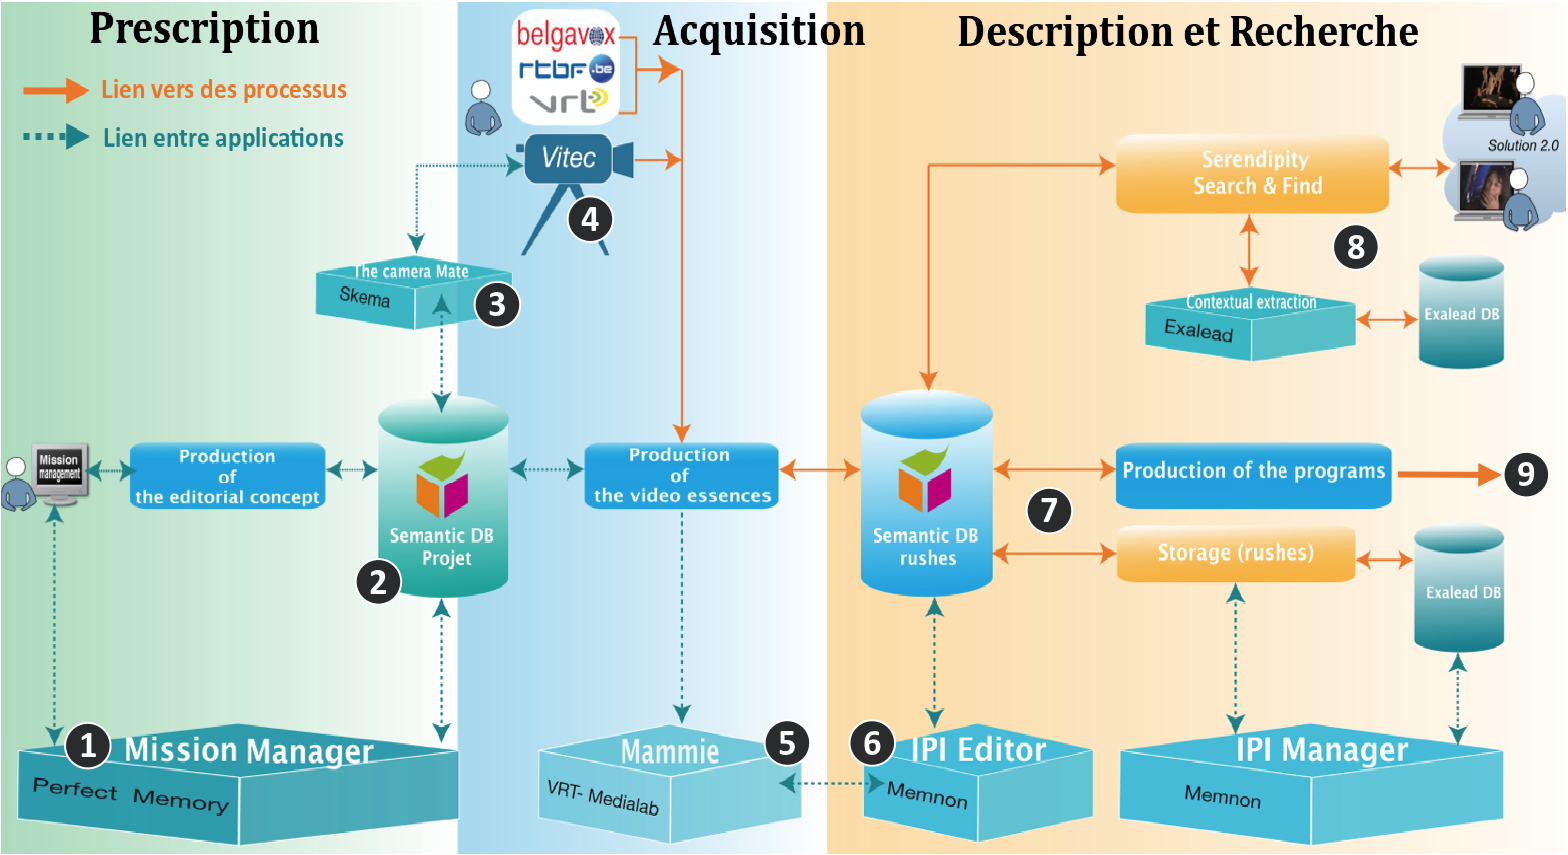 Prescription
Acquisition
Description et Recherche
Lien vers des processus
Lien entre applications
belgavox
rtbf.be
vrt
Vitec
4
The camera Mate
Skema
3
Serendipity
Search & Find
Solution 2.0
8
Contextual extraction
Exalead
Exalead DB
Mission
management
Production
of
the editorial concept
Semantic DB
Projet
2
Production
of
the video essences
Semantic DB
rushes
7
Production of the programs
9
Storage (rushes)
Exalead DB
1
Mission Manager
Perfect Memory
Mammie
VRT- Medialab
5
6
IPI Editor
Memnon
IPI Manager
Memnon